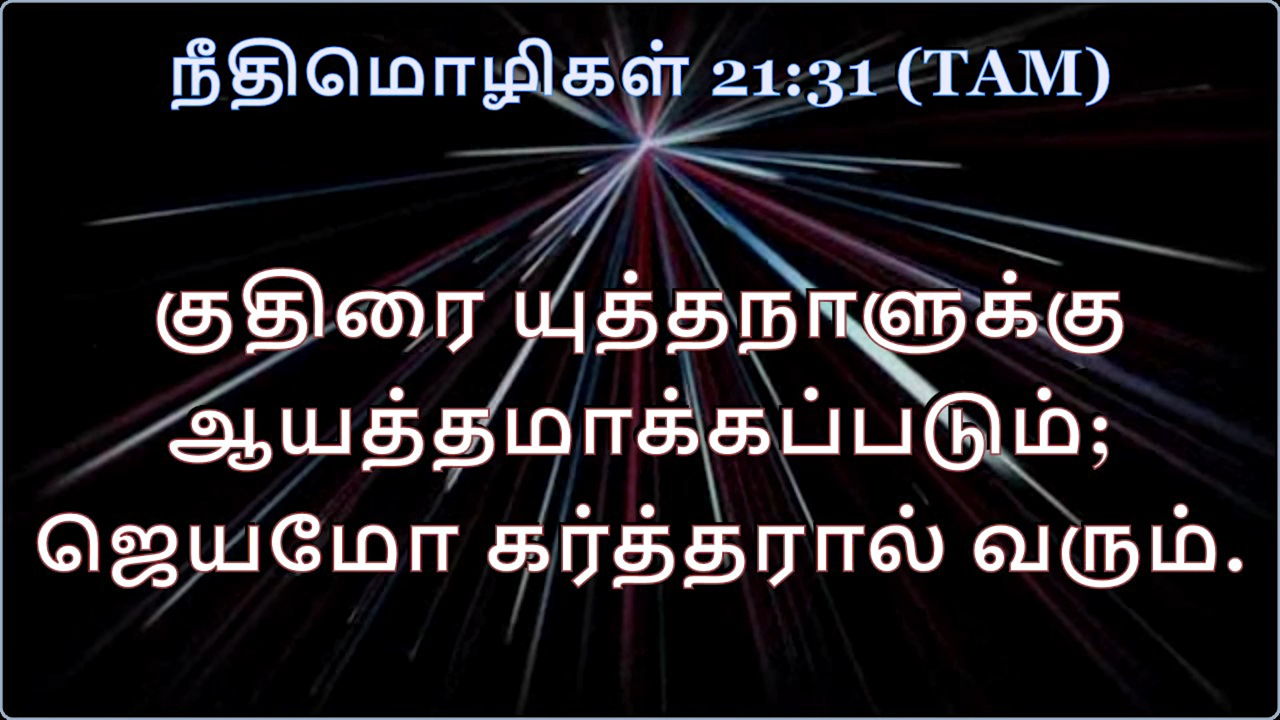 நீதிமொழிகள் 21:31 (TAM)
குதிரை யுத்தநாளுக்கு
ஆயத்தமாக்கப்படும்;
ஜெயமோ கர்த்தரால் வரும்.